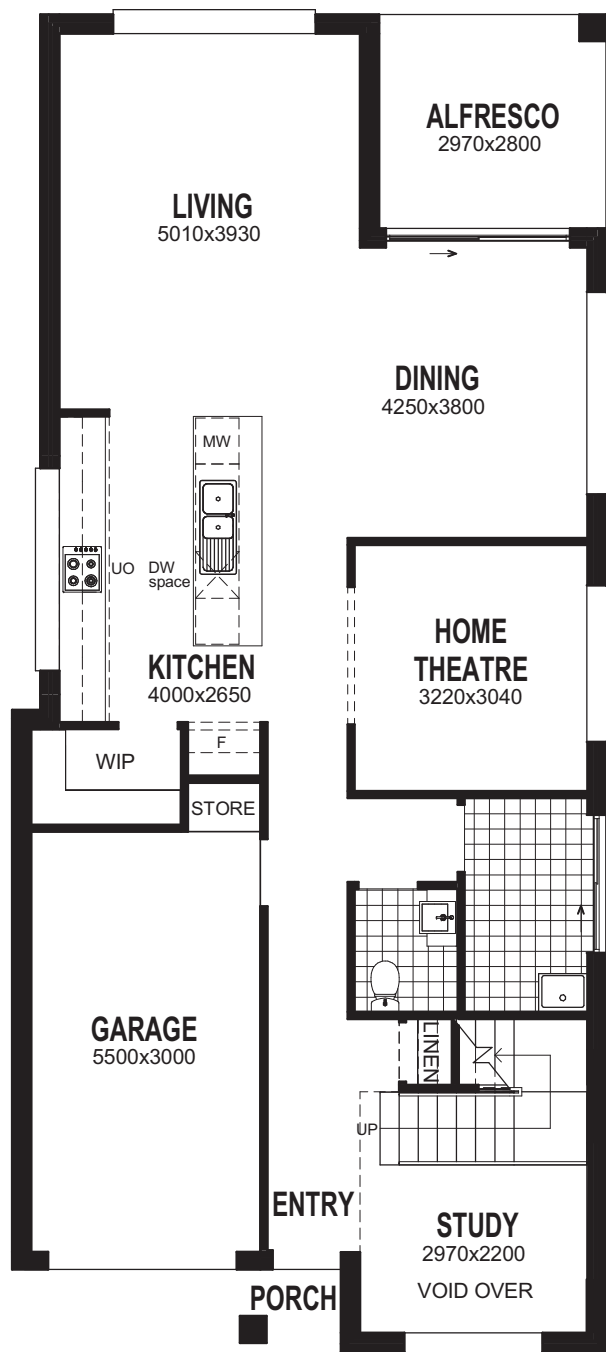 ALFRESCO
2970x2800
LIVING
5010x3930
DINING
4250x3800
MW
UO
DW
space
HOME
THEATRE
3220x3040
KITCHEN
4000x2650
F
WIP
STORE
GARAGE
5500x3000
LINEN
UP
ENTRY
STUDY
2970x2200
VOID OVER
PORCH